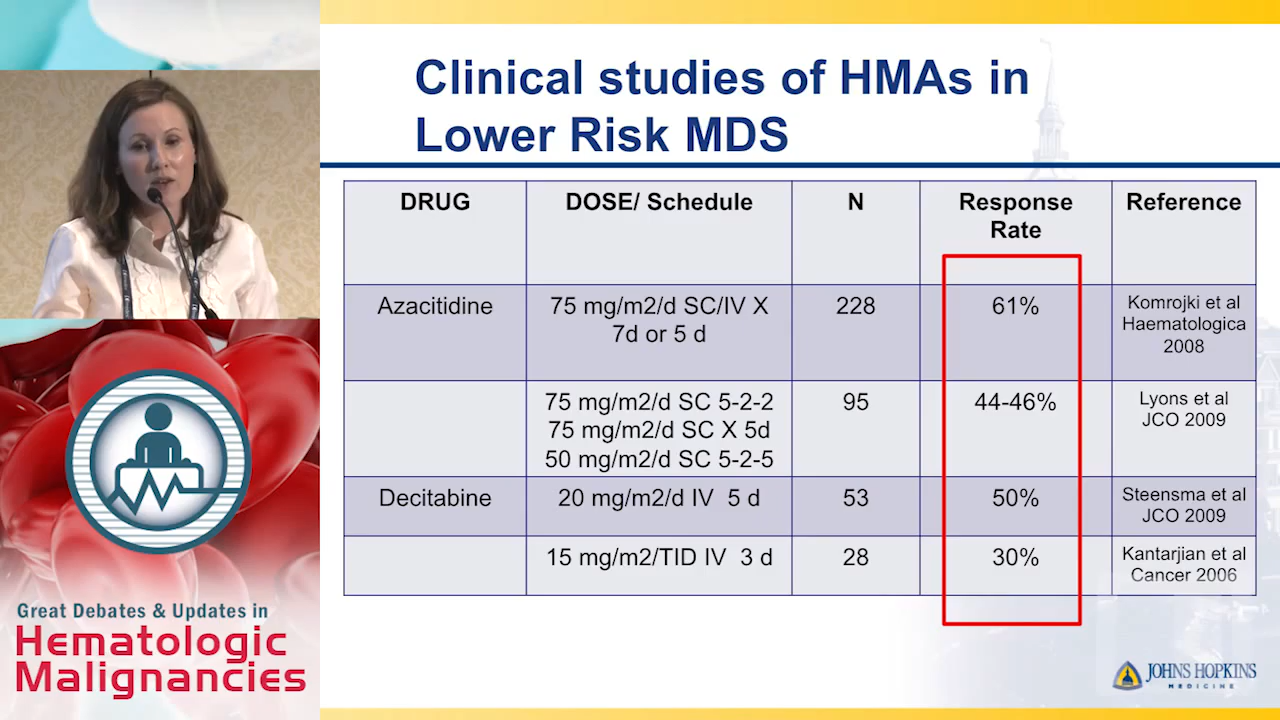 Clinical studies of HMAs in
Lower Risk MDS
DRUG
DOSE/ Schedule
N
Response
Rate
Reference
Azacitidine
75 mg/m2/d SC/IV X
7d or 5 d
228
61%
Komrojki et al
Haematologica
2008
75 mg/m2/d SC 5-2-2
75 mg/m2/d SC X 5d
50 mg/m2/d SC 5-2-5
95
44-46%
Lyons et al
JCO 2009
Decitabine
20 mg/m2/d IV 5 d
53
50%
Steensma et al
JCO 2009
15 mg/m2/TID IV 3 d
28
30%
Kantarjian et al
Cancer 2006
Great Debates & Updates in
Hematologic
Malignancies
JOHNS HOPKINS
MEDICINE